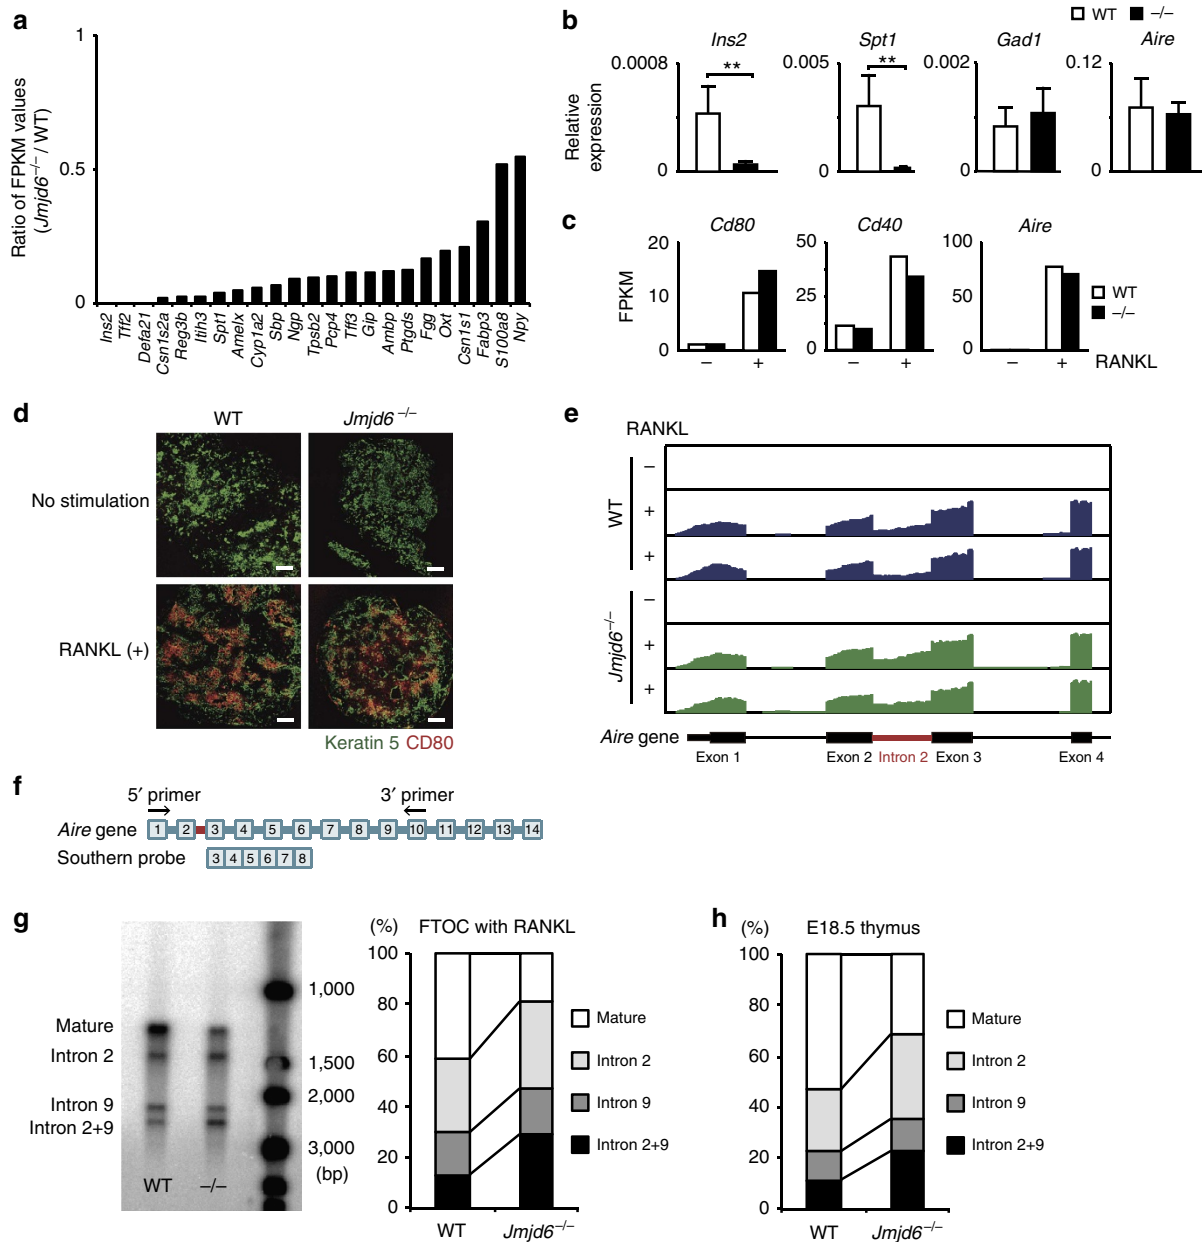 a
Ratio of FPKM values
(Jmjd6−/− / WT)
1
0.5
0
Ins2
Tff2
Defa21
Csn1s2a
Reg3b
Itih3
Spt1
Amelx
Cyp1a2
Sbp
Ngp
Tpsb2
Pcp4
Tff3
Gip
Ambp
Ptgds
Fgg
Oxt
Csn1s1
Fabp3
S100a8
Npy
b
WT −/−
Relative
expression
Ins2
0.0008
0
**
Spt1
0.005
0
**
Gad1
0.002
0
Aire
0.12
0
c
FPKM
Cd80
20
10
0
− +
Cd40
50
25
0
− +
Aire
100
50
0
− +
RANKL
WT
−/−
d
WT Jmjd6 −/−
No stimulation
RANKL (+)
Keratin 5 CD80
e
RANKL
WT
−
+
+
Jmjd6−/−
−
+
+
Aire gene
Exon 1 Exon 2 Intron 2 Exon 3 Exon 4
f
5′ primer 3′ primer
Aire gene 1 2 3 4 5 6 7 8 9 10 11 12 13 14
Southern probe 3 4 5 6 7 8
g
Mature
Intron 2
Intron 9
Intron 2+9
WT −/−
1,000
1,500
2,000
3,000
(bp)
(%) FTOC with RANKL
100
80
60
40
20
0
WT Jmjd6−/−
Mature
Intron 2
Intron 9
Intron 2+9
h
(%) E18.5 thymus
100
80
60
40
20
0
WT Jmjd6−/−
Mature
Intron 2
Intron 9
Intron 2+9